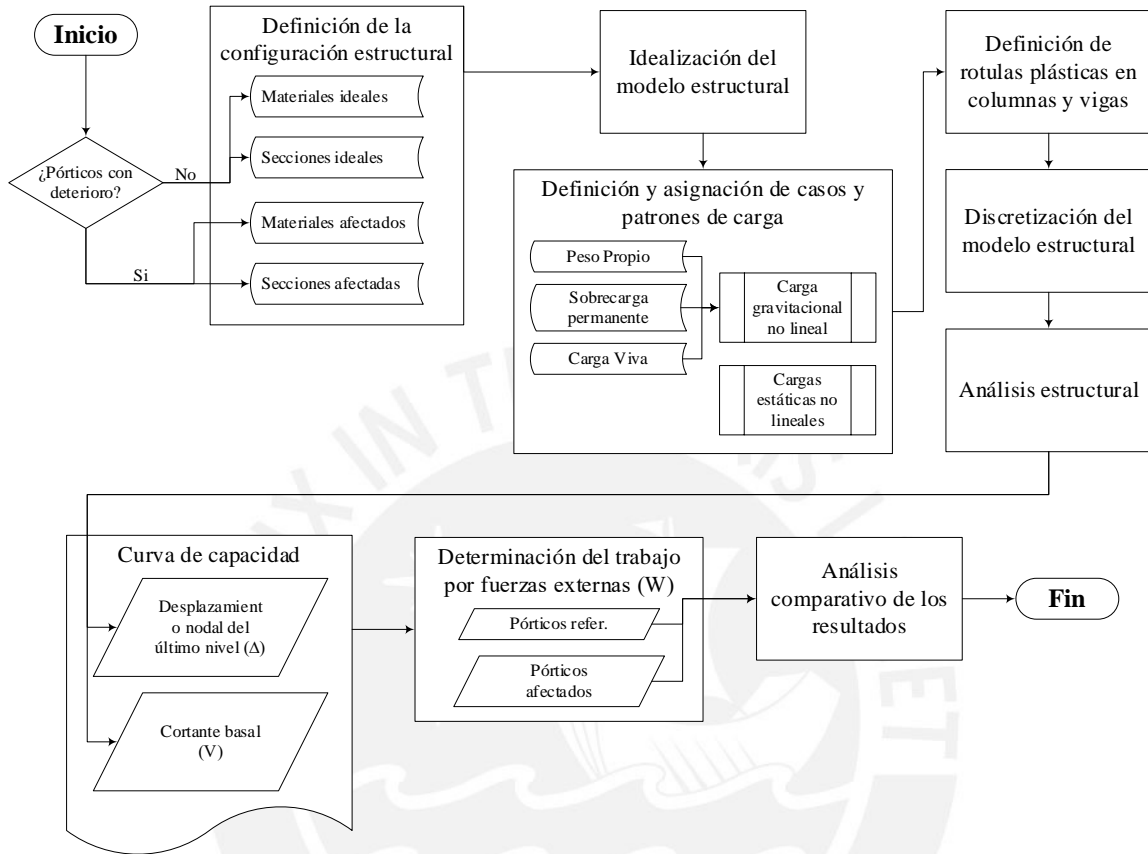 Inicio
¿Pórticos con
deterioro?
No
Si
Definición de la
configuración estructural
Materiales ideales
Secciones ideales
Materiales afectados
Secciones afectadas
Idealización del
modelo estructural
Definición y asignación de casos y
patrones de carga
Peso Propio
Sobrecarga
permanente
Carga Viva
Carga
gravitacional
no lineal
Cargas
estáticas no
lineales
Definición de
rotulas plásticas en
columnas y vigas
Discretización del
modelo estructural
Análisis estructural
Curva de capacidad
Desplazamient
o nodal del
último nivel (Δ)
Cortante basal
(V)
Determinación del trabajo
por fuerzas externas (W)
Pórticos refer.
Pórticos
afectados
Análisis
comparativo de los
resultados
Fin